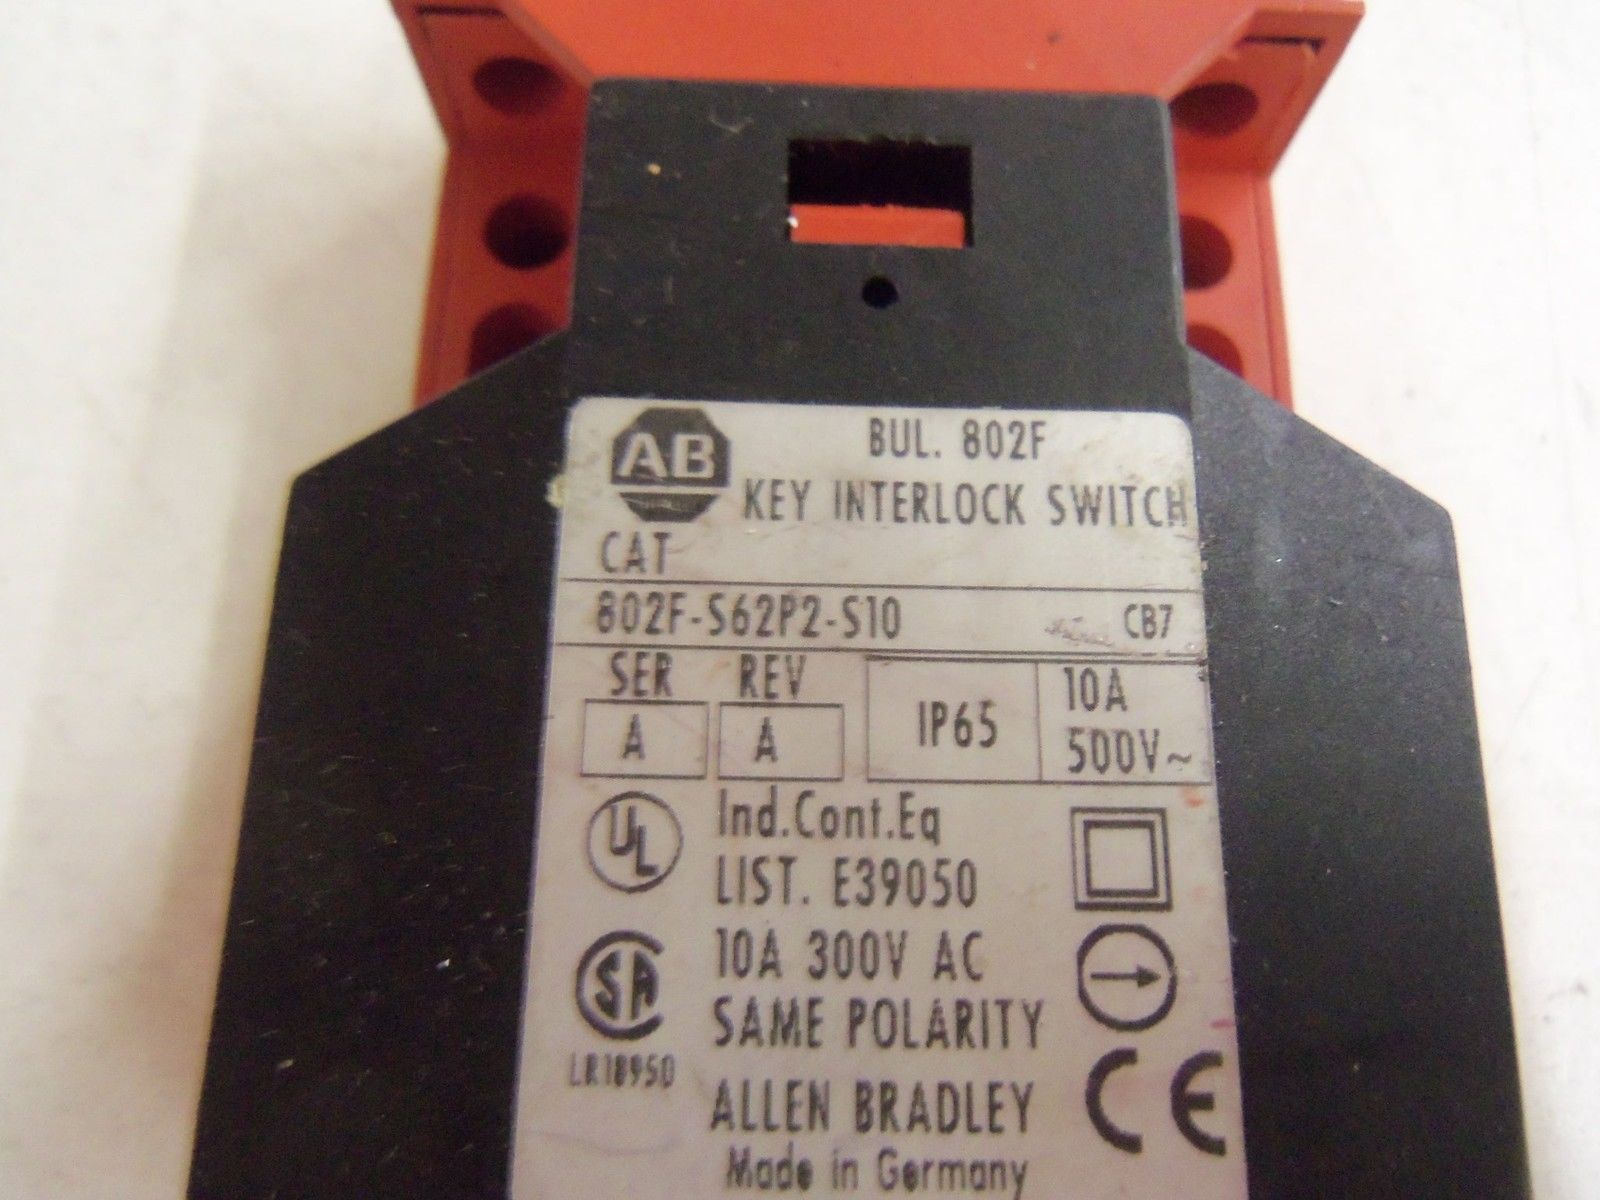 AB
BUL. 802F
KEY INTERLOCK SWITCH
CAT
802F-S62P2-S10 CB7
SER REV
A A IP65 10A
500V~
UL Ind.Cont.Eq
LIST. E39050
SA 10A 300V AC
SAME POLARITY
LR18950
ALLEN BRADLEY CE
Made in Germany